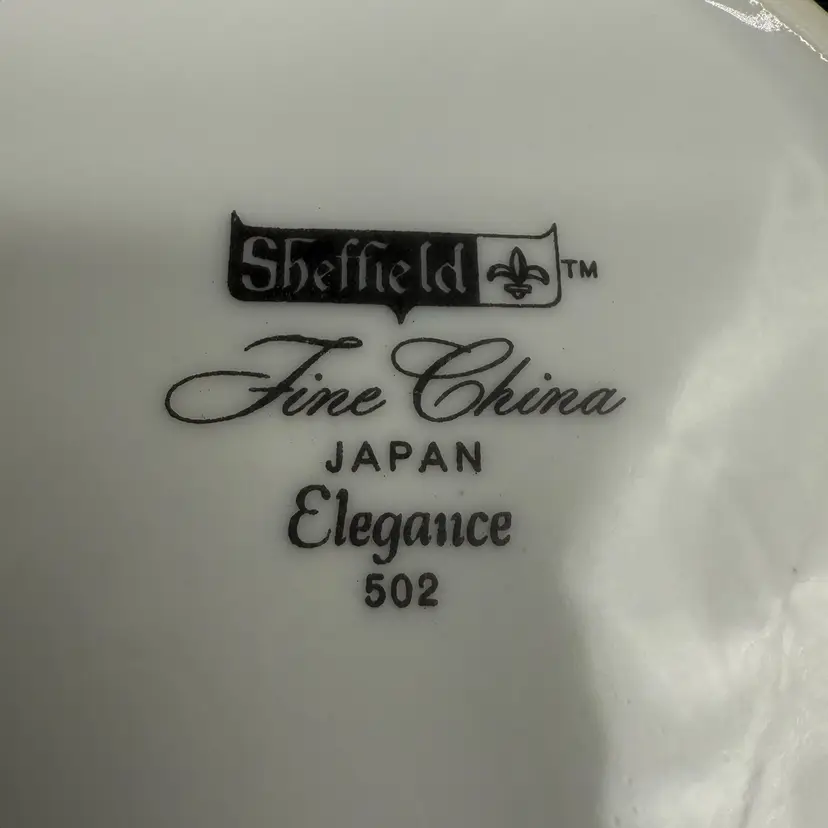 Sheffield TM
Fine China
JAPAN
Elegance
502